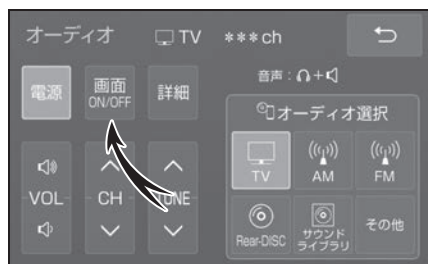 オーディオ TV ***ch
音声: +
電源 画面 ON/OFF 詳細
オーディオ選択
TV AM FM
VOL CH TUNE
Rear-DISC サウンドライブラリ その他